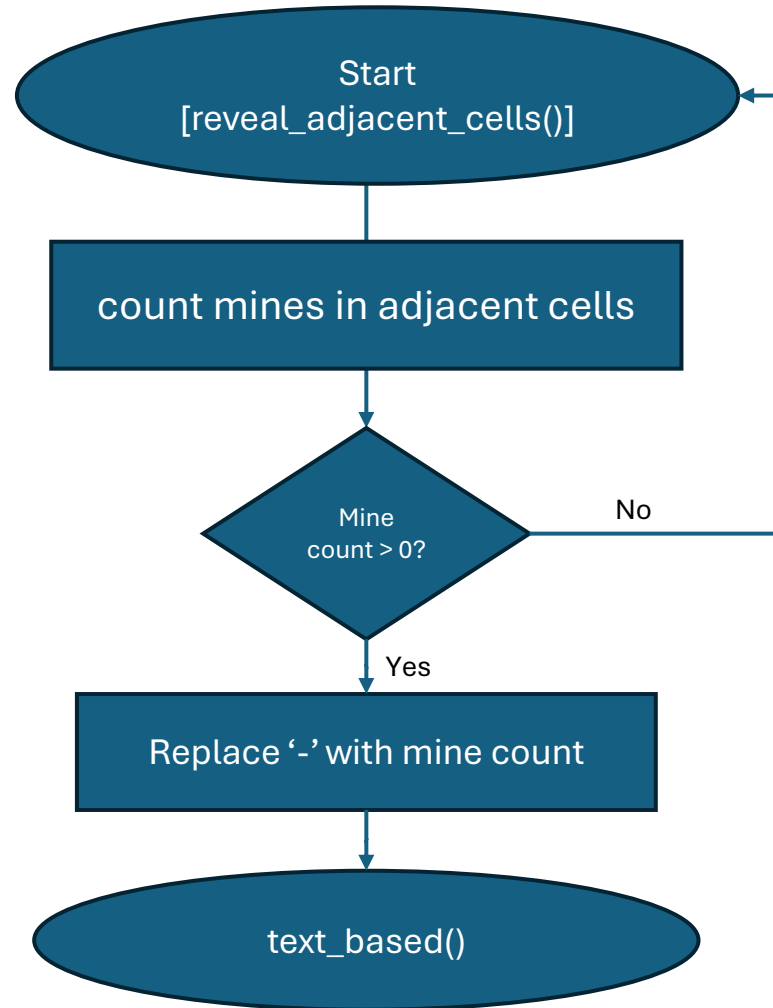 Start
[reveal_adjacent_cells()]
count mines in adjacent cells
Mine
count > 0?
No
Yes
Replace ‘-’ with mine count
text_based()